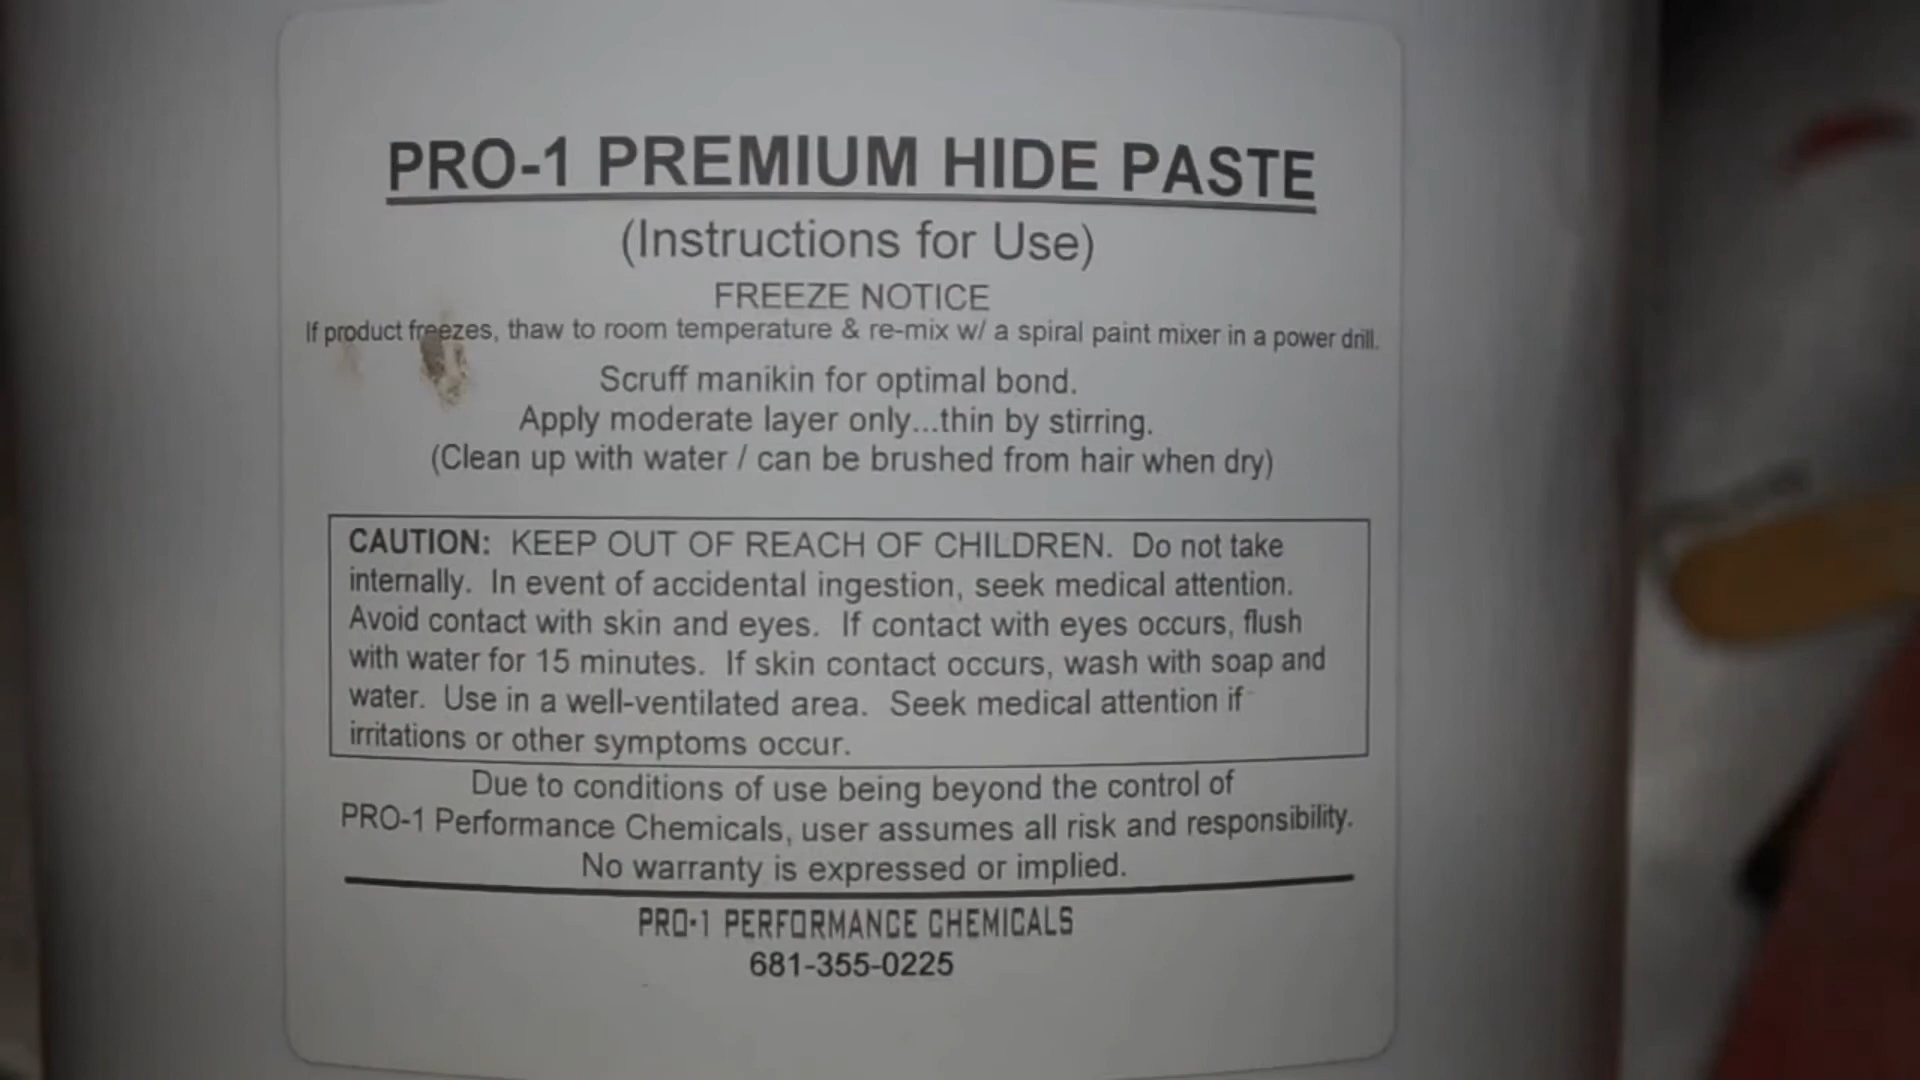 PRO-1 PREMIUM HIDE PASTE
(Instructions for Use)
FREEZE NOTICE
If product freezes, thaw to room temperature & re-mix w/ a spiral paint mixer in a power drill.
Scruff manikin for optimal bond.
Apply moderate layer only...thin by stirring.
(Clean up with water / can be brushed from hair when dry)
CAUTION: KEEP OUT OF REACH OF CHILDREN. Do not take
internally. In event of accidental ingestion, seek medical attention.
Avoid contact with skin and eyes. If contact with eyes occurs, flush
with water for 15 minutes. If skin contact occurs, wash with soap and
water. Use in a well-ventilated area. Seek medical attention if
irritations or other symptoms occur.
Due to conditions of use being beyond the control of
PRO-1 Performance Chemicals, user assumes all risk and responsibility.
No warranty is expressed or implied.
PRO-1 PERFORMANCE CHEMICALS
681-355-0225